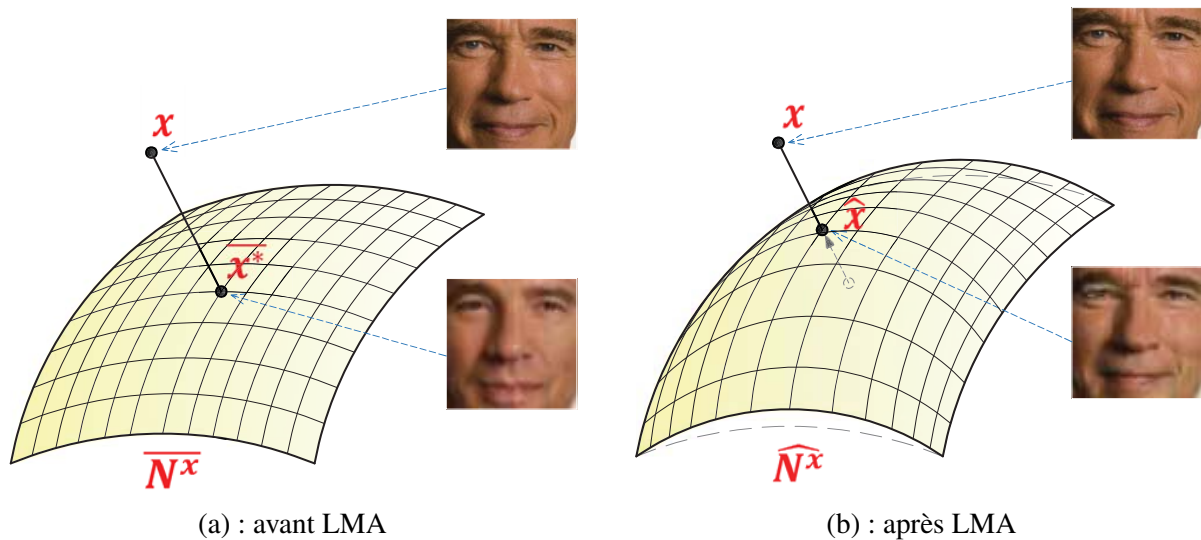 x
x
x̂
x̅*̅
N̅ˣ̅
N̂ˣ
(a) : avant LMA
(b) : après LMA